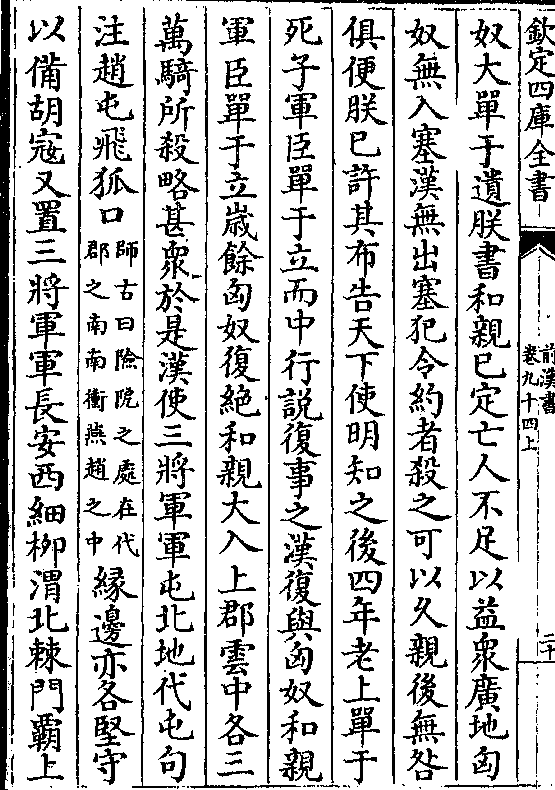 欽定四庫全書
前漢書
卷九十四上
二十
奴大單于遺朕書和親已定亡人不足以益衆廣地匈
奴無入塞漢無出塞犯令約者殺之可以久親後無咎
俱便朕已許其布告天下使明知之後四年老上單于
死子軍臣單于立而中行説復事之漢復與匈奴和親
軍臣單于立嵗餘匈奴復絶和親大入上郡雲中各三
萬騎所殺略甚衆於是漢使三將軍軍屯北地代屯句
注趙屯飛狐口師古曰險阨之處在代
郡之南南衝燕趙之中縁邊亦各堅守
以備胡寇又置三將軍軍長安西細栁渭北棘門霸上